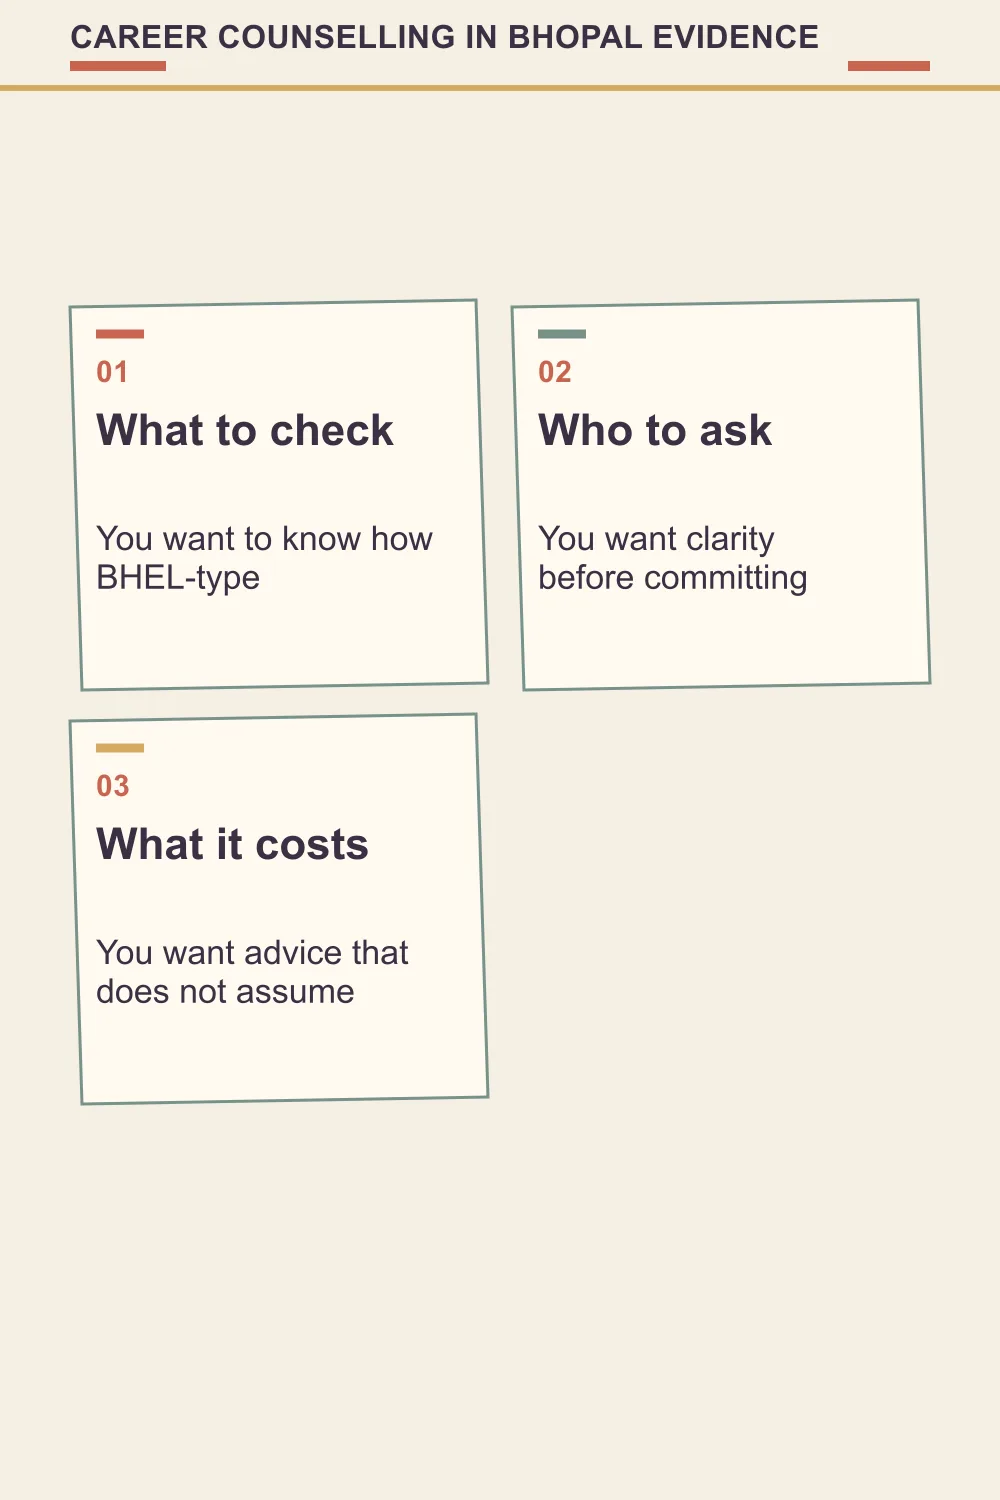 CAREER COUNSELLING IN BHOPAL EVIDENCE
01
What to check
You want to know how
BHEL-type
02
Who to ask
You want clarity
before committing
03
What it costs
You want advice that
does not assume